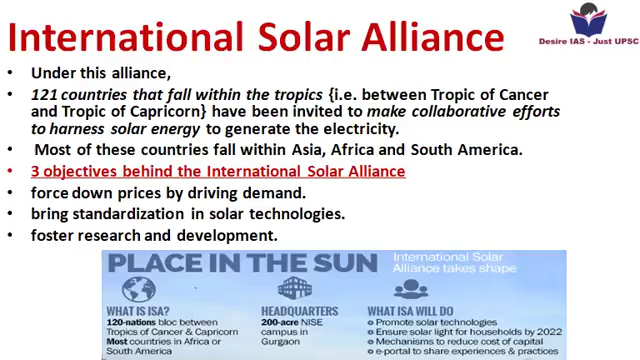 International Solar Alliance
Desire IAS - Just UPSC
• Under this alliance,
• 121 countries that fall within the tropics {i.e. between Tropic of Cancer
and Tropic of Capricorn} have been invited to make collaborative efforts
to harness solar energy to generate the electricity.
• Most of these countries fall within Asia, Africa and South America.
• 3 objectives behind the International Solar Alliance
• force down prices by driving demand.
• bring standardization in solar technologies.
• foster research and development.
PLACE IN THE SUN
International Solar
Alliance takes shape
WHAT IS ISA?
120-nations bloc between
Tropics of Cancer & Capricorn
Most countries in Africa or
South America
HEADQUARTERS
200-acre NISE
campus in
Gurgaon
WHAT ISA WILL DO
• Promote solar technologies
• Ensure solar light for households by 2022
• Mechanisms to reduce cost of capital
• e-portal to share experiences & practices